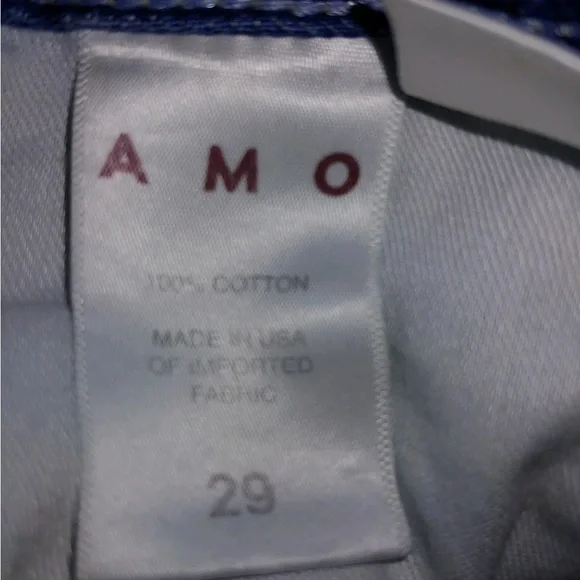 AMO
100% COTTON
MADE IN USA
OF IMPORTED
FABRIC
29